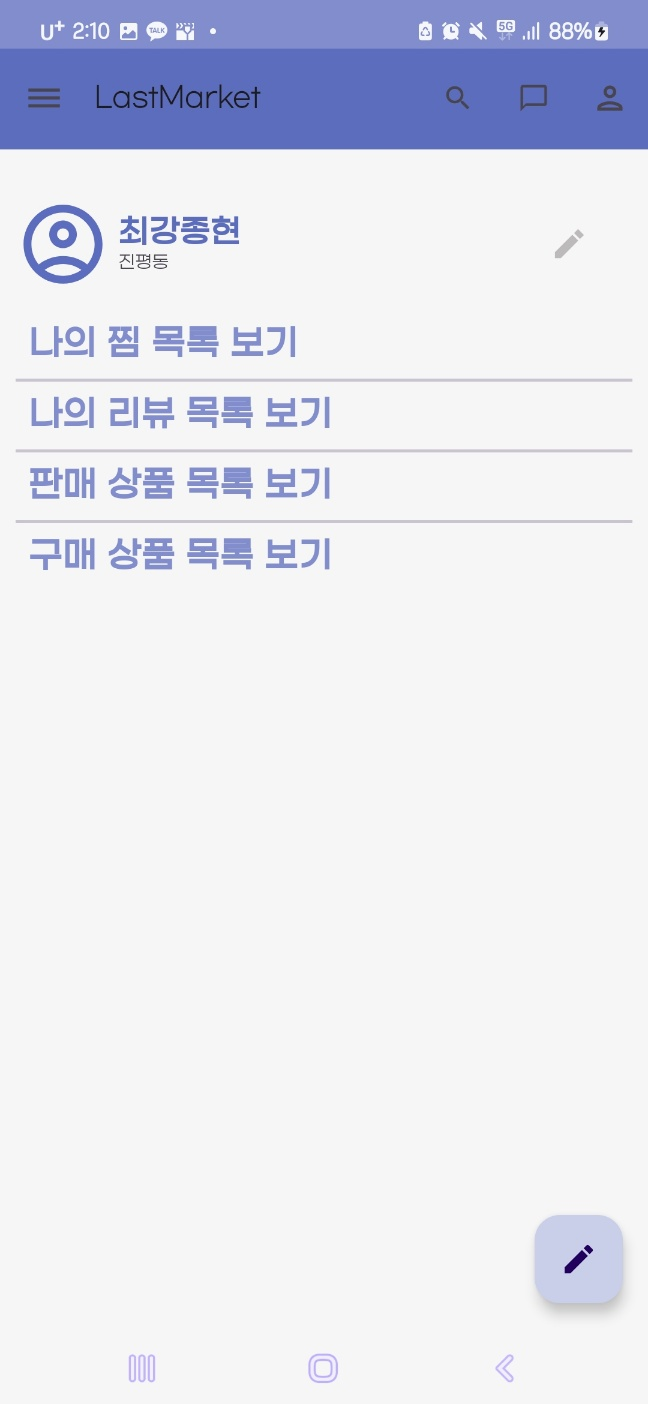 U+ 2:10 TALK 5G 88%
LastMarket
최강종현
진평동
나의 찜 목록 보기
나의 리뷰 목록 보기
판매 상품 목록 보기
구매 상품 목록 보기